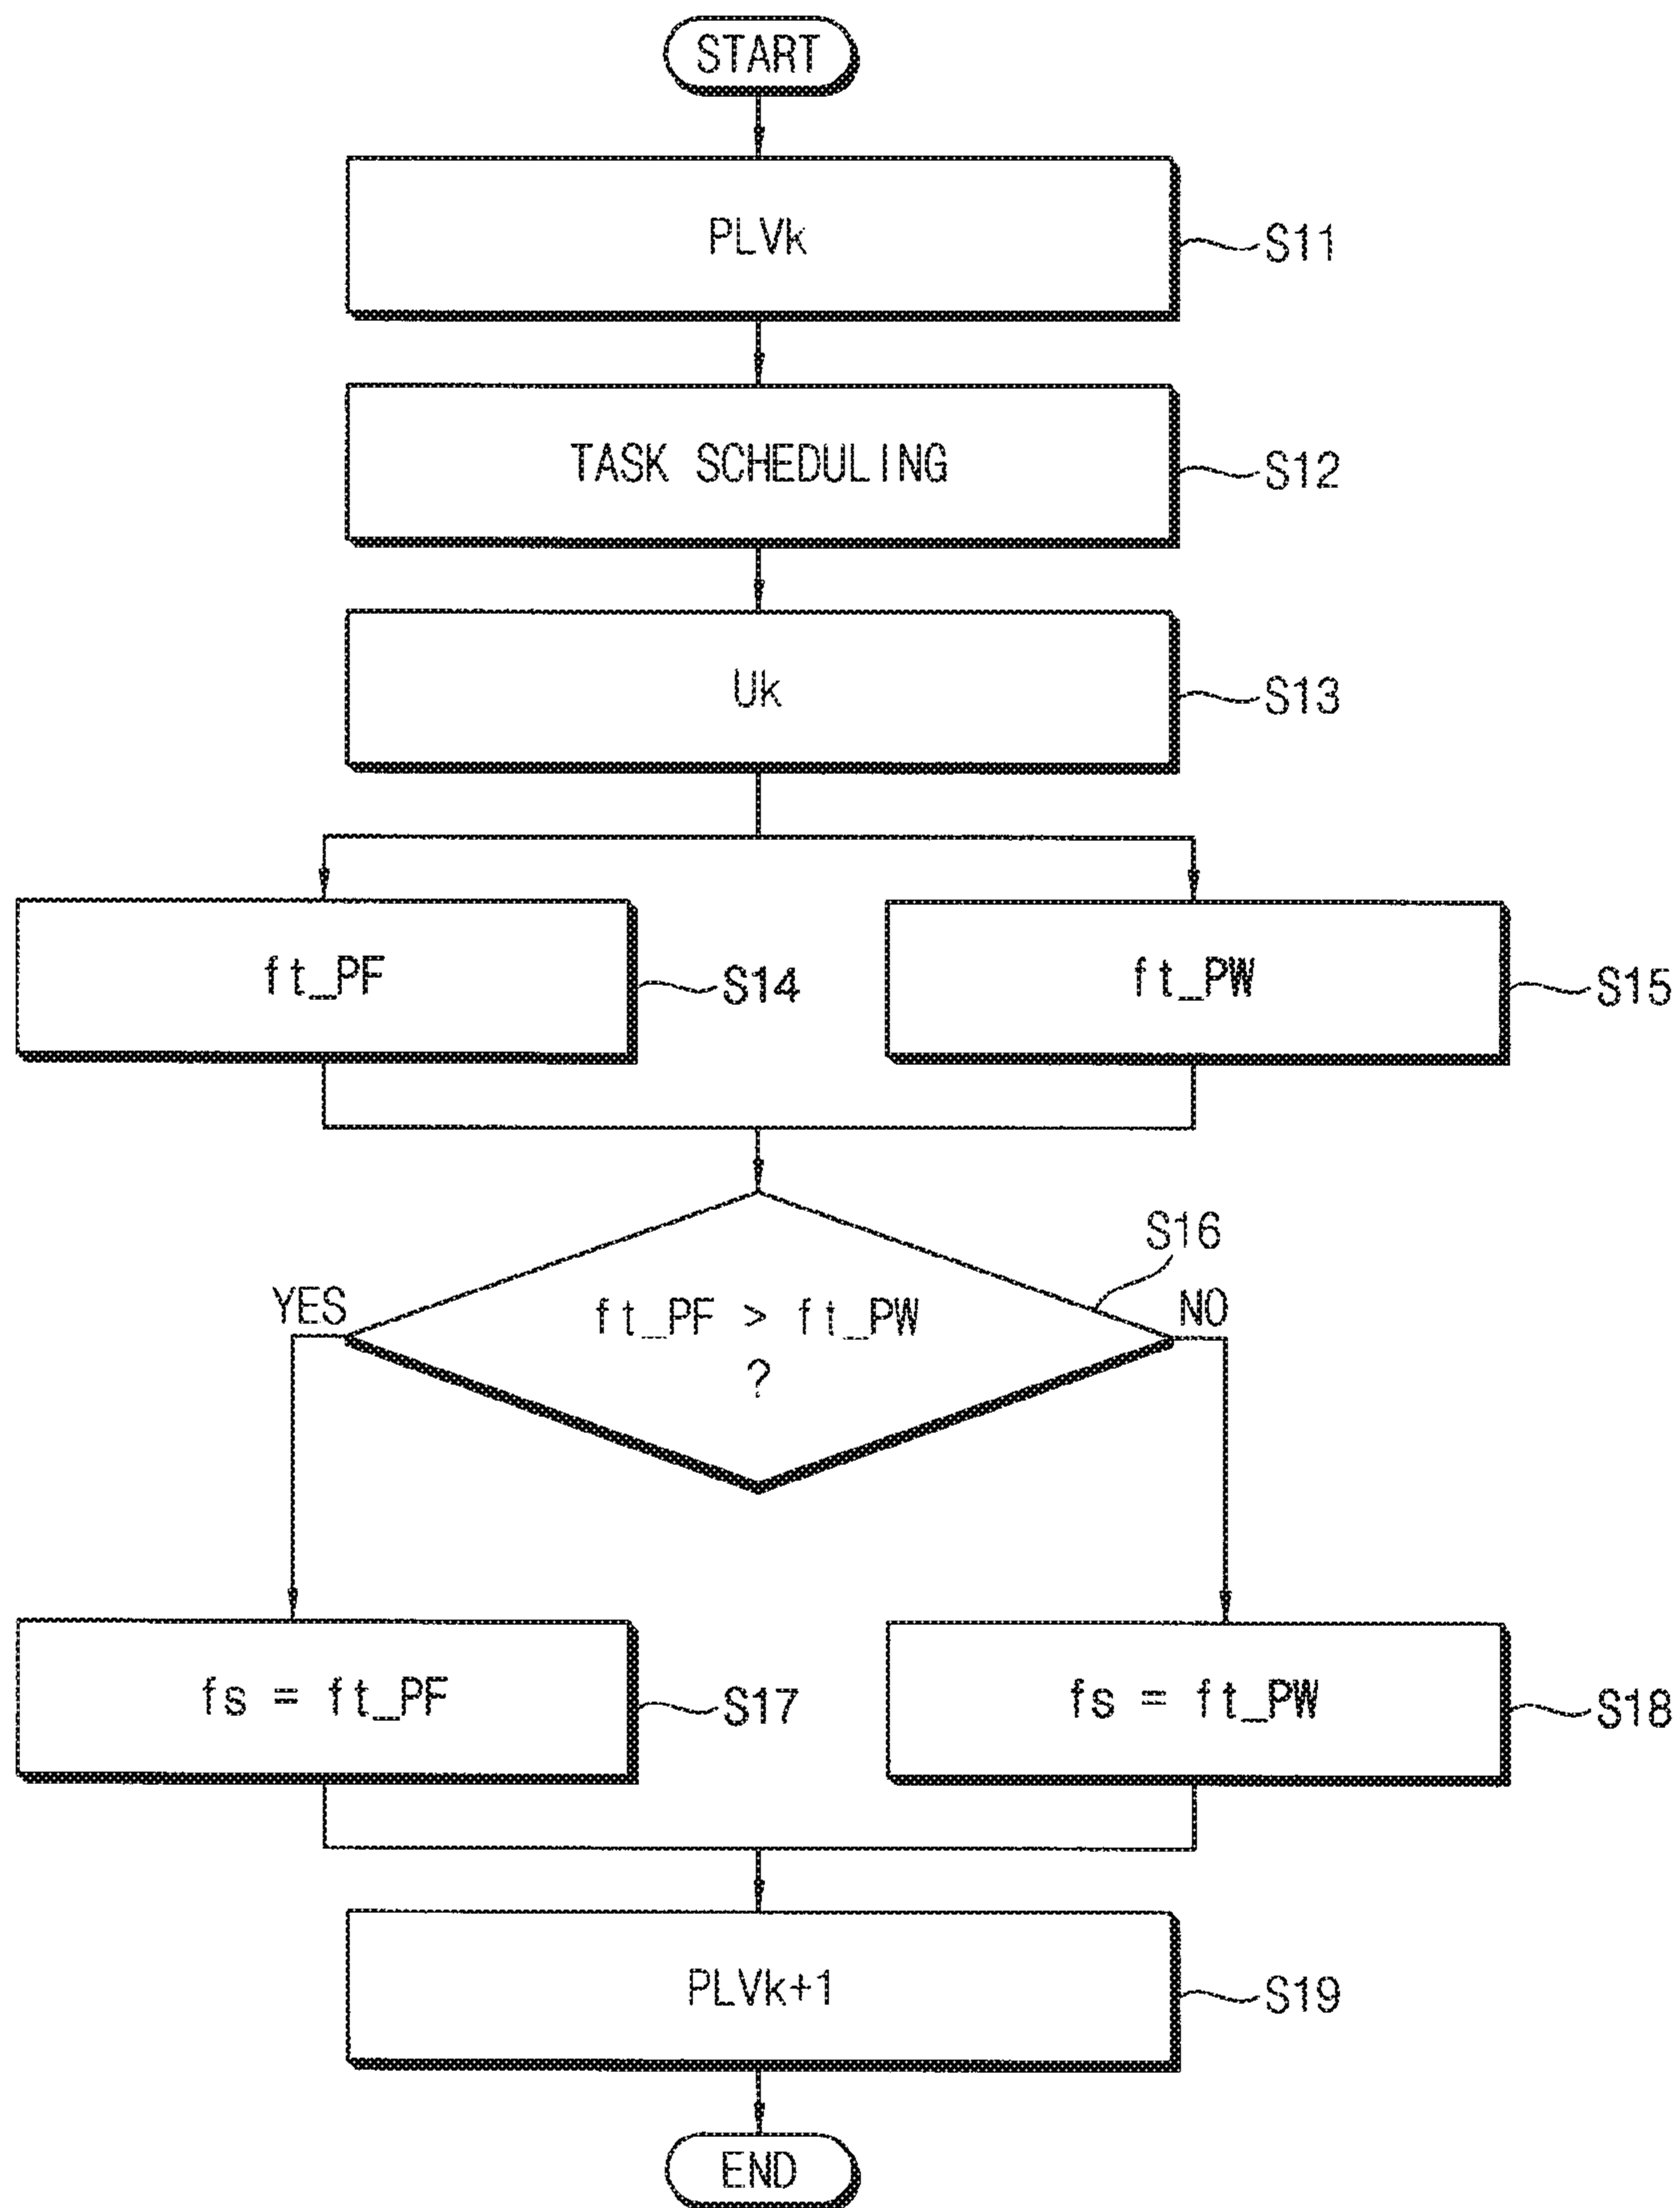 START
PLVk
S11
TASK SCHEDULING
S12
Uk
S13
ft_PF
S14
ft_PW
S15
S16
YES
ft_PF > ft_PW
?
NO
fs = ft_PF
S17
fs = ft_PW
S18
PLVk+1
S19
END